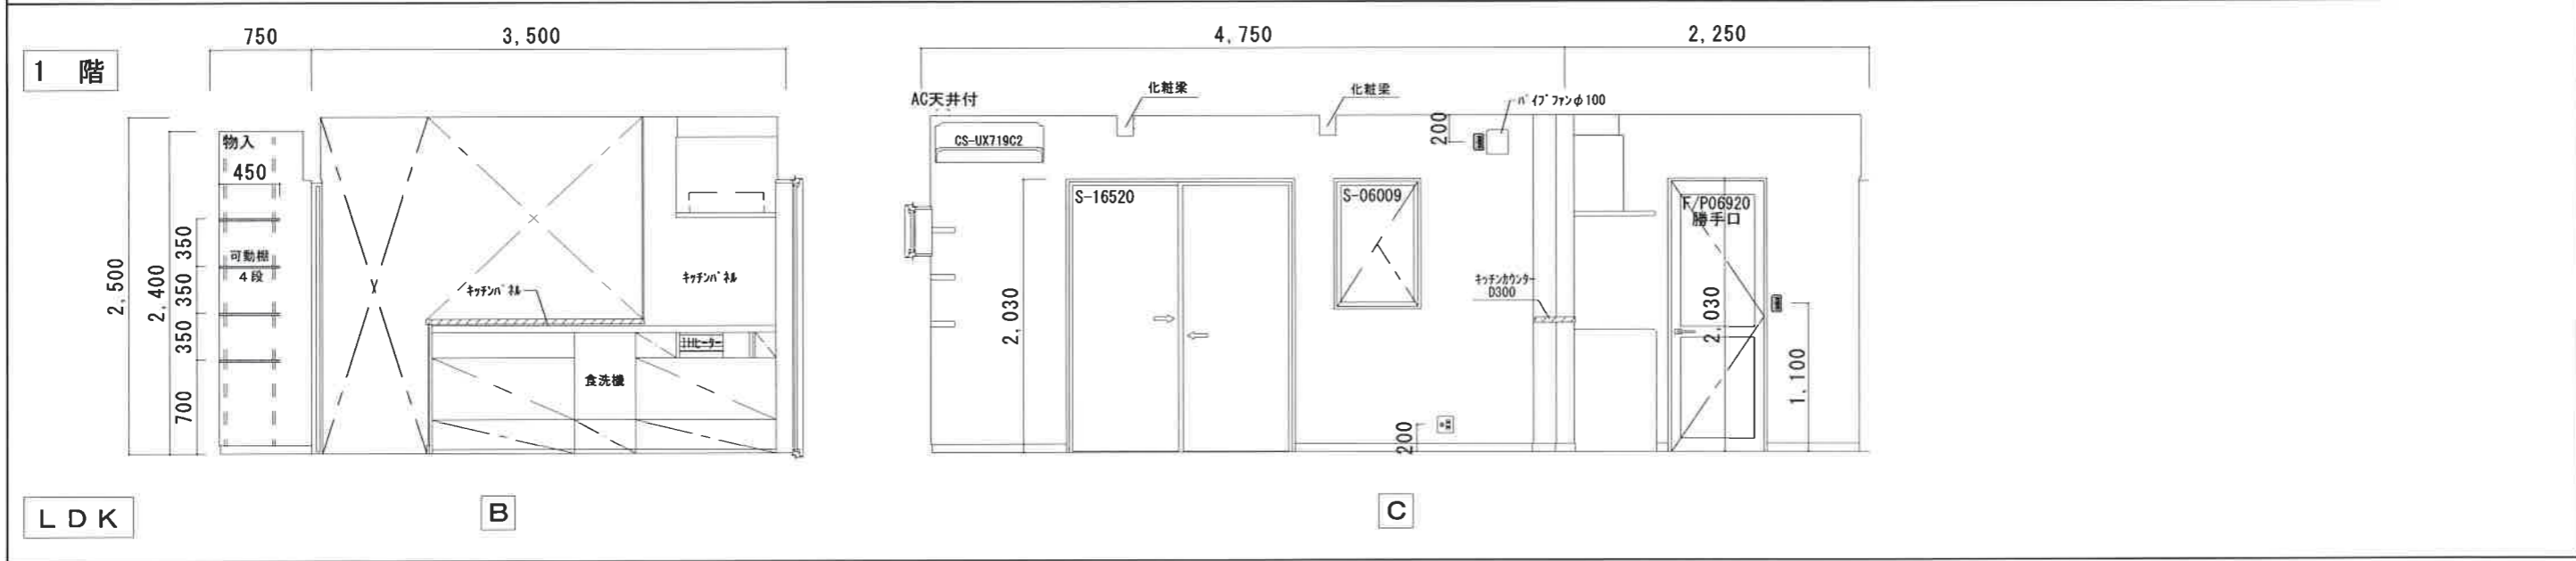 750
3,500
4,750
2,250
1 階
AC天井付
化粧梁
化粧梁
パイプファンφ100
200
CS-UX719C2
物入
450
S-16520
S-06009
F/P06920
勝手口
2,500
2,400
350
350
350
700
可動棚
4段
キッチンパネル
キッチンパネル
IHヒーター
食洗機
2,030
キッチンカウンター
D300
2,030
1,100
200
LDK
B
C